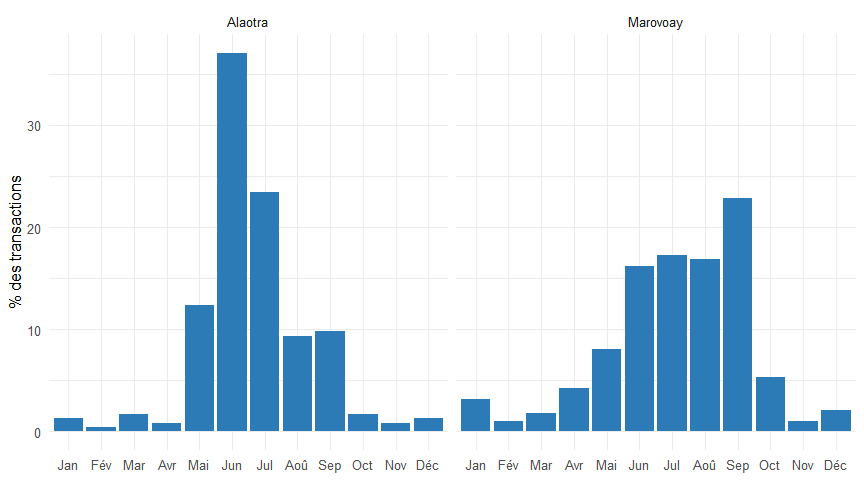 Alaotra
Marovoay
% des transactions
30
20
10
0
Jan Fév Mar Avr Mai Jun Jul Aoû Sep Oct Nov Déc
Jan Fév Mar Avr Mai Jun Jul Aoû Sep Oct Nov Déc